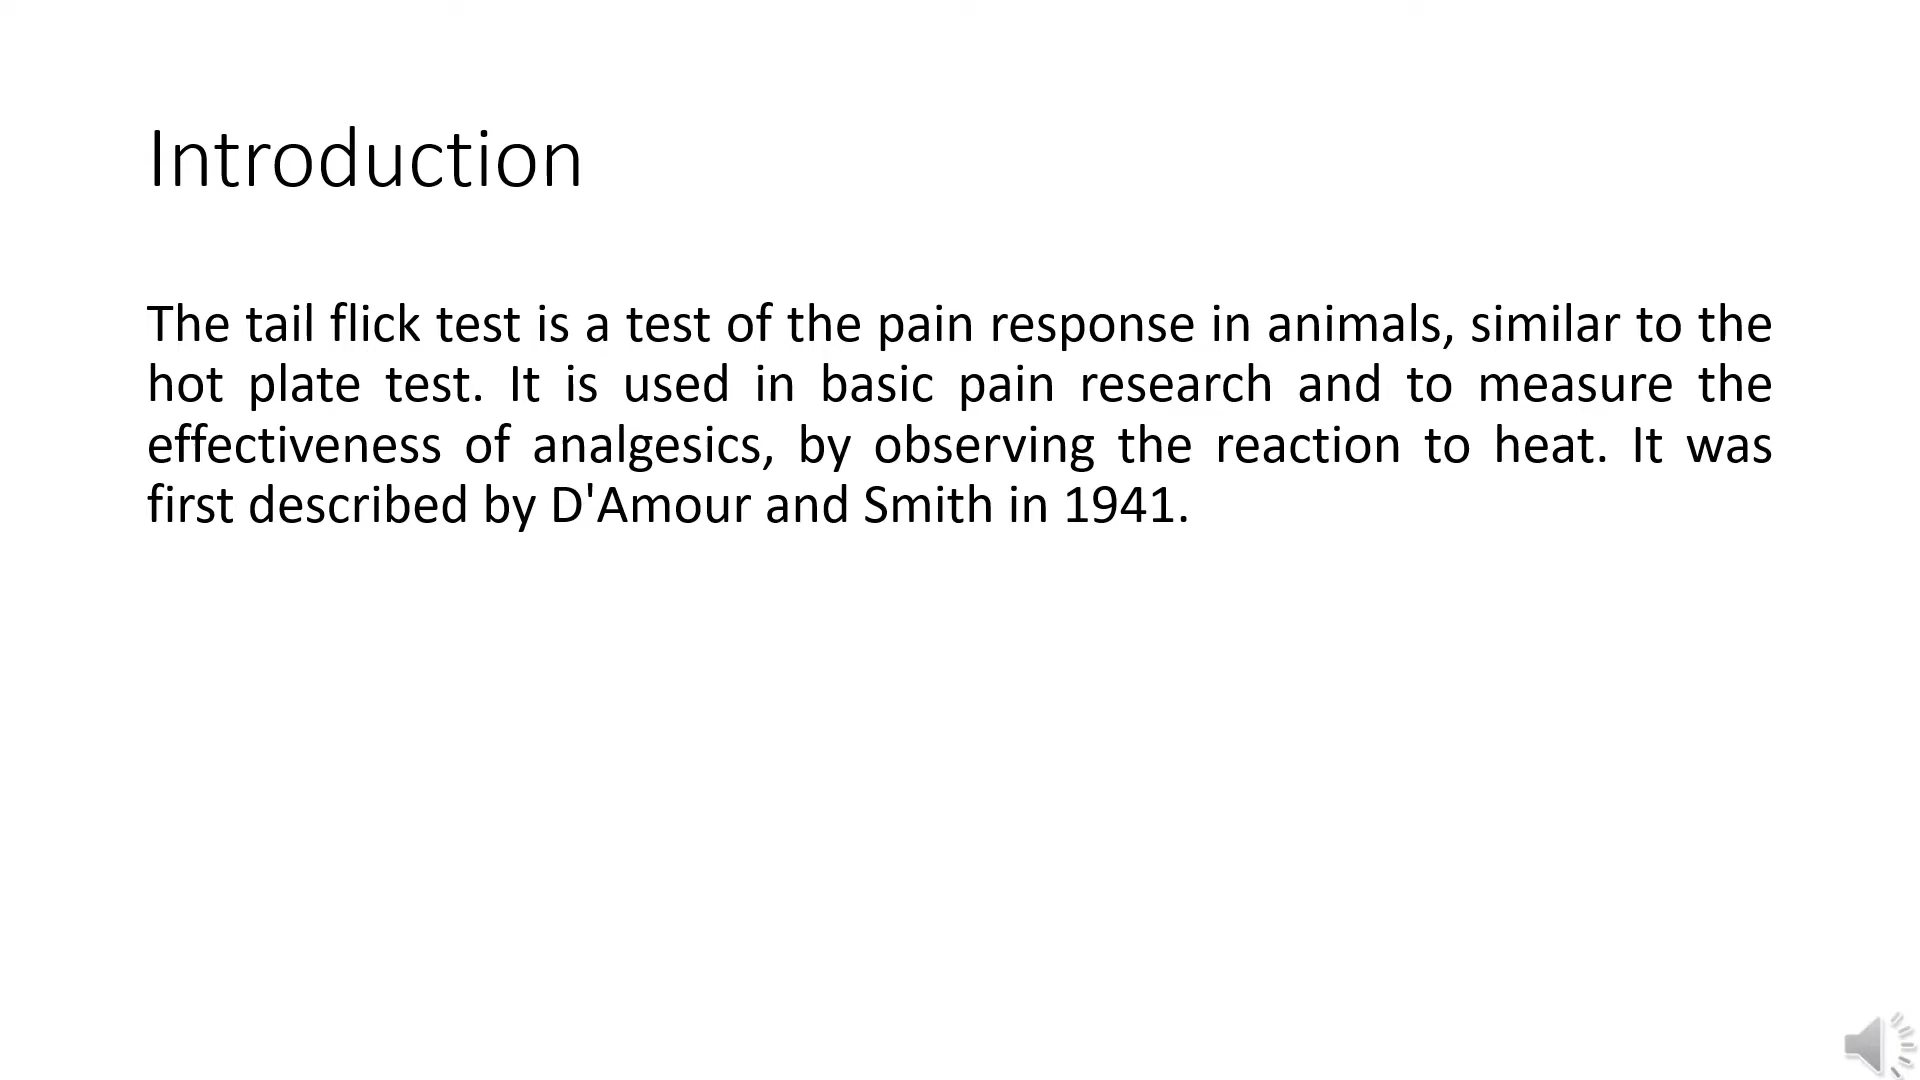 Introduction
The tail flick test is a test of the pain response in animals, similar to the
hot plate test. It is used in basic pain research and to measure the
effectiveness of analgesics, by observing the reaction to heat. It was
first described by D'Amour and Smith in 1941.